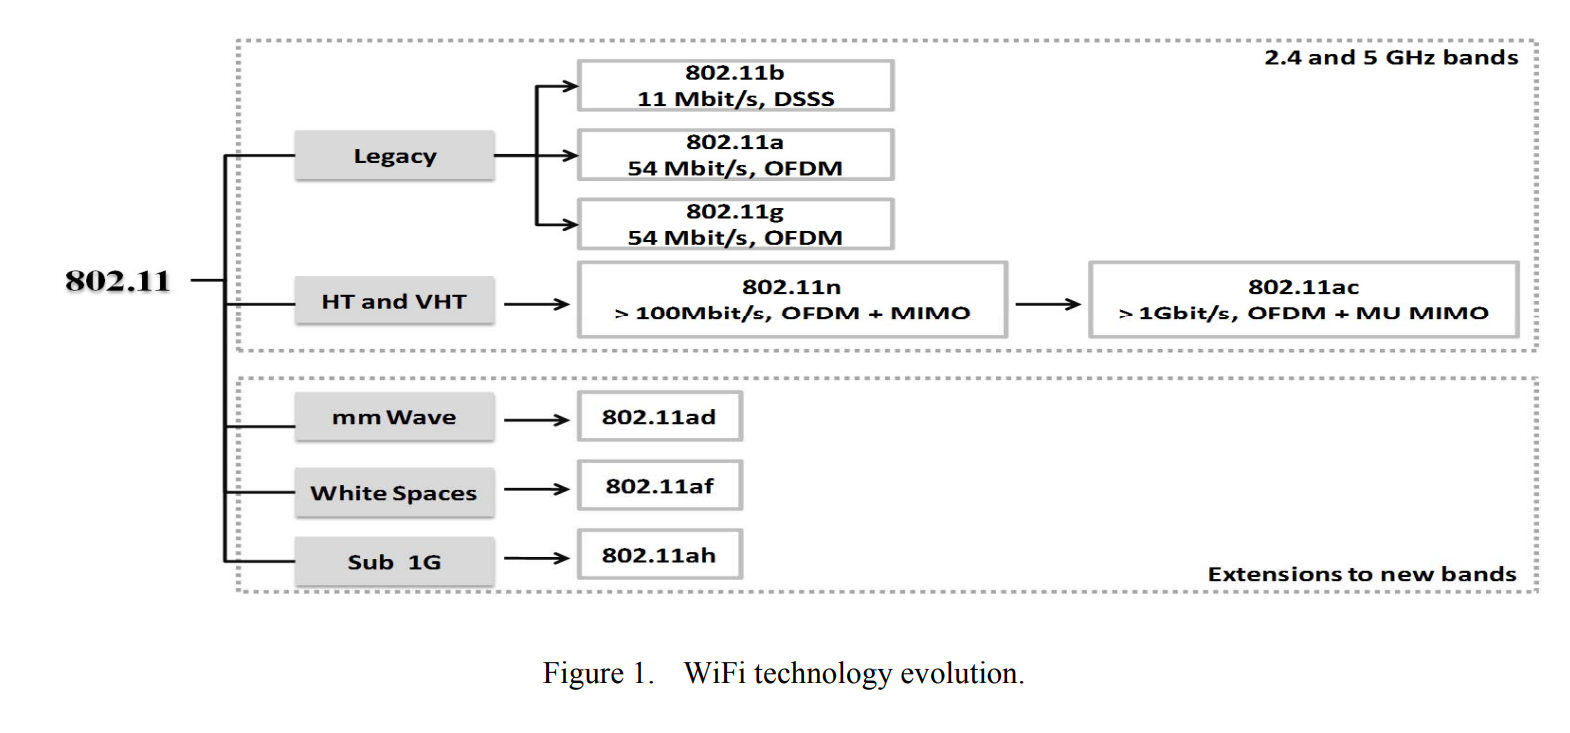 2.4 and 5 GHz bands
802.11
Legacy
802.11b
11 Mbit/s, DSSS
802.11a
54 Mbit/s, OFDM
802.11g
54 Mbit/s, OFDM
HT and VHT
802.11n
> 100Mbit/s, OFDM + MIMO
802.11ac
> 1Gbit/s, OFDM + MU MIMO
mm Wave
802.11ad
White Spaces
802.11af
Sub 1G
802.11ah
Extensions to new bands
Figure 1. WiFi technology evolution.